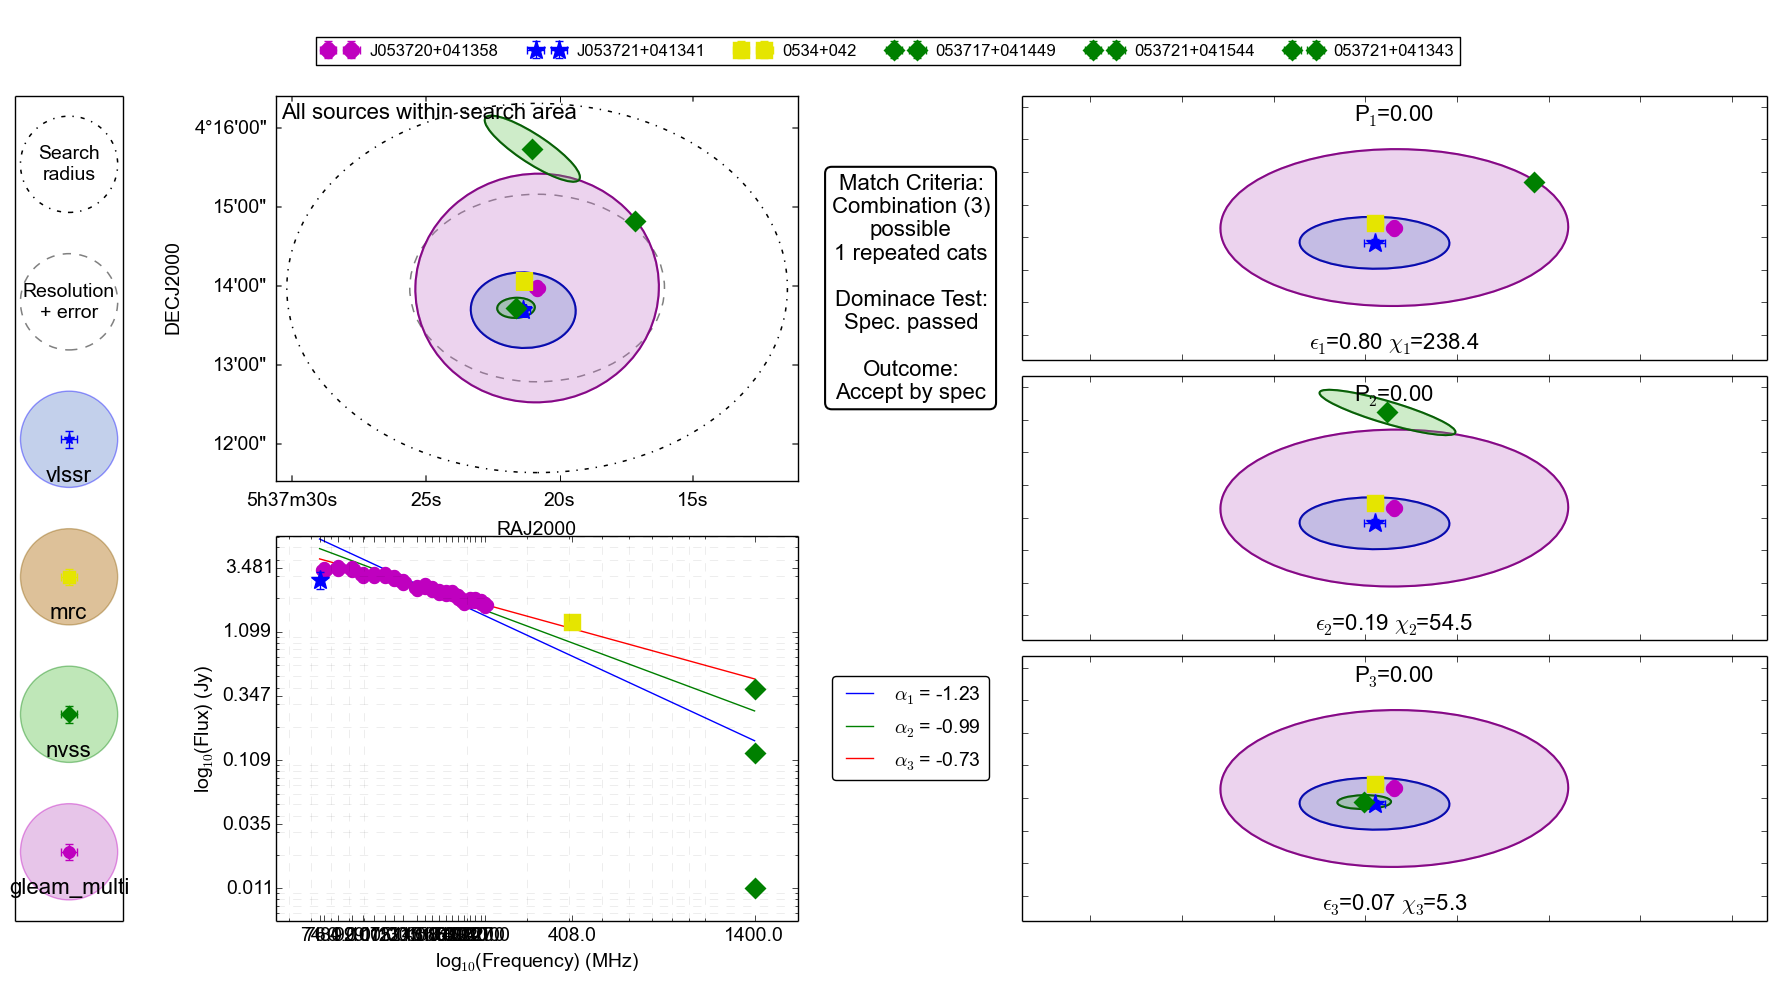 J053720+041358 J053721+041341 0534+042 053717+041449 053721+041544 053721+041343
Search
radius
Resolution
+ error
vlssr
mrc
nvss
gleam_multi
All sources within search area
4°16'00"
15'00"
14'00"
13'00"
12'00"
DECJ2000
5h37m30s 25s 20s 15s
RAJ2000
3.481
1.099
0.347
0.109
0.035
0.011
log10(Flux) (Jy)
408.0 1400.0
log10(Frequency) (MHz)
Match Criteria:
Combination (3)
possible
1 repeated cats
Dominace Test:
Spec. passed
Outcome:
Accept by spec
α1 = -1.23
α2 = -0.99
α3 = -0.73
P1=0.00
ϵ1=0.80 χ1=238.4
P2=0.00
ϵ2=0.19 χ2=54.5
P3=0.00
ϵ3=0.07 χ3=5.3